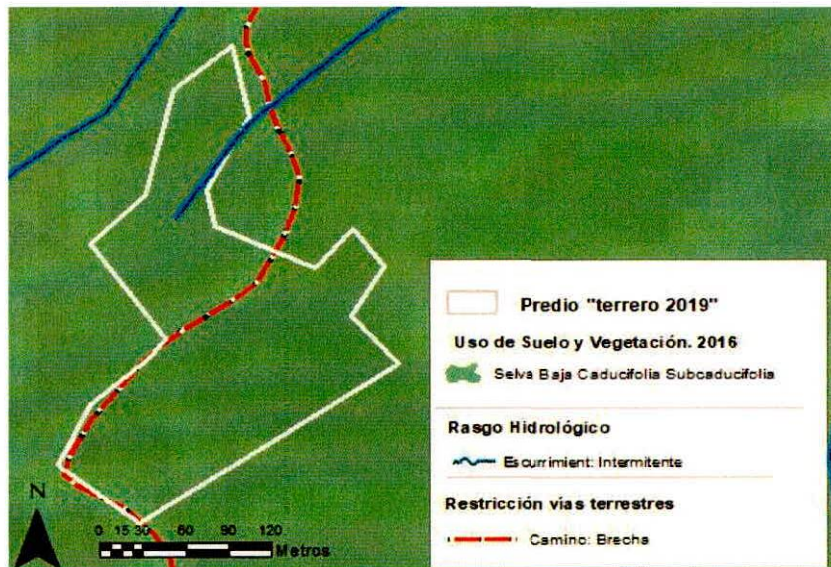 Predio "terrero 2019"
Uso de Suelo y Vegetación. 2016
Selva Baja Caducifolia Subcaducifolia
Rasgo Hidrológico
Escurrimient: Intermitente
Restricción vías terrestres
Camino: Brecha
N
0 15 30 60 90 120
Metros